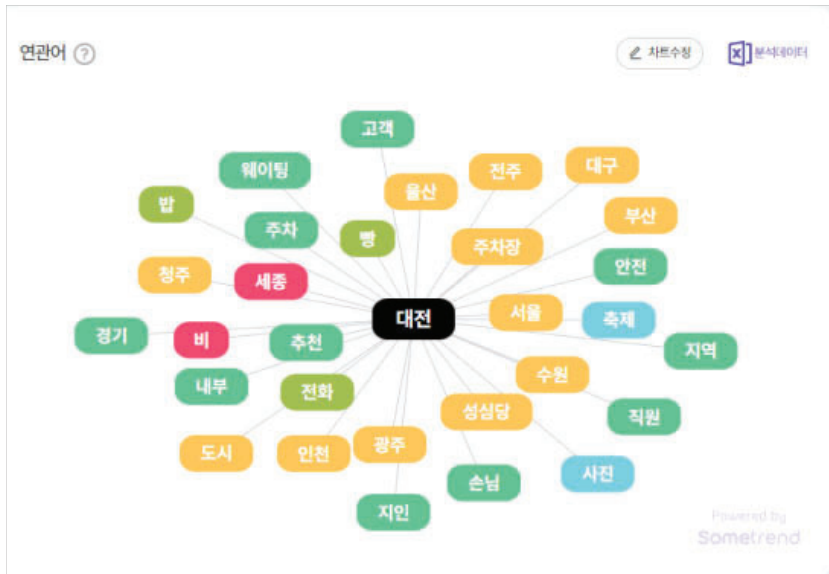 연관어 ?
차트수정
분석데이터
고객
웨이팅
전주
대구
울산
밥
부산
주차
빵
주차장
안전
청주
세종
서울
대전
축제
경기
비
추천
지역
수원
내부
전화
성심당
직원
도시
인천
광주
사진
손님
지인
Powered by
Sometrend